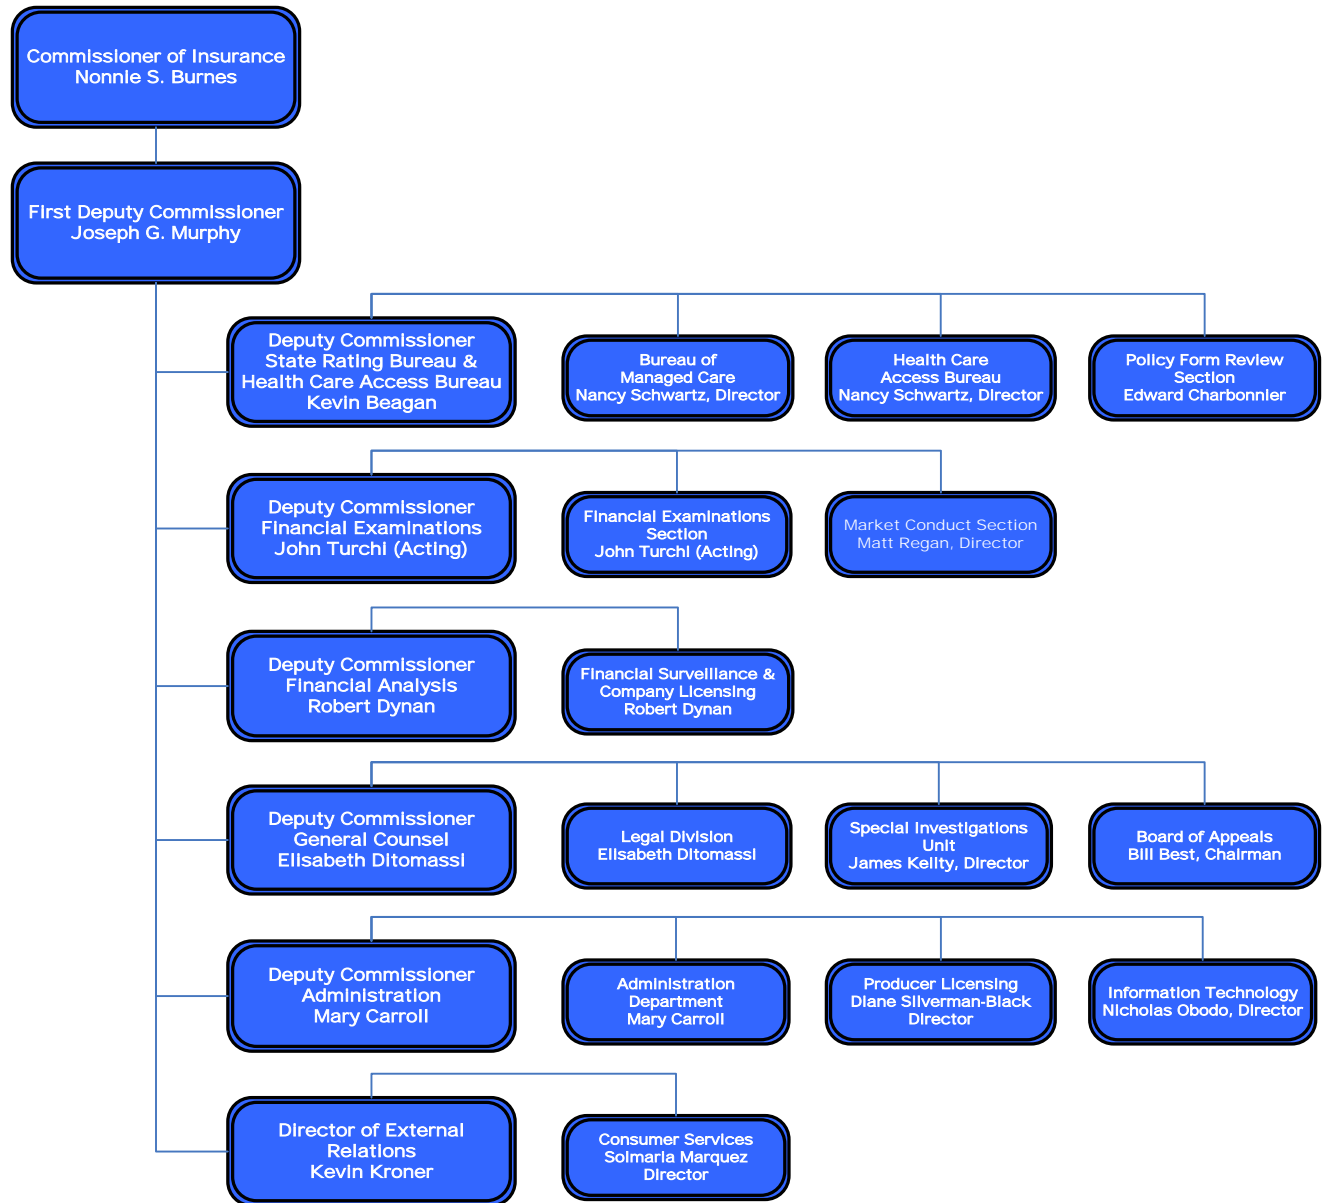 Commissioner of Insurance
Nonnie S. Burnes
First Deputy Commissioner
Joseph G. Murphy
Deputy Commissioner
State Rating Bureau &
Health Care Access Bureau
Kevin Beagan
Bureau of
Managed Care
Nancy Schwartz, Director
Health Care
Access Bureau
Nancy Schwartz, Director
Policy Form Review
Section
Edward Charbonnier
Deputy Commissioner
Financial Examinations
John Turchi (Acting)
Financial Examinations
Section
John Turchi (Acting)
Market Conduct Section
Matt Regan, Director
Deputy Commissioner
Financial Analysis
Robert Dynan
Financial Surveillance &
Company Licensing
Robert Dynan
Deputy Commissioner
General Counsel
Elisabeth Ditomassi
Legal Division
Elisabeth Ditomassi
Special Investigations
Unit
James Kelity, Director
Board of Appeals
Bill Best, Chairman
Deputy Commissioner
Administration
Mary Carroll
Administration
Department
Mary Carroll
Producer Licensing
Diane Silverman-Black
Director
Information Technology
Nicholas Obodo, Director
Director of External
Relations
Kevin Kroner
Consumer Services
Solmaria Marquez
Director